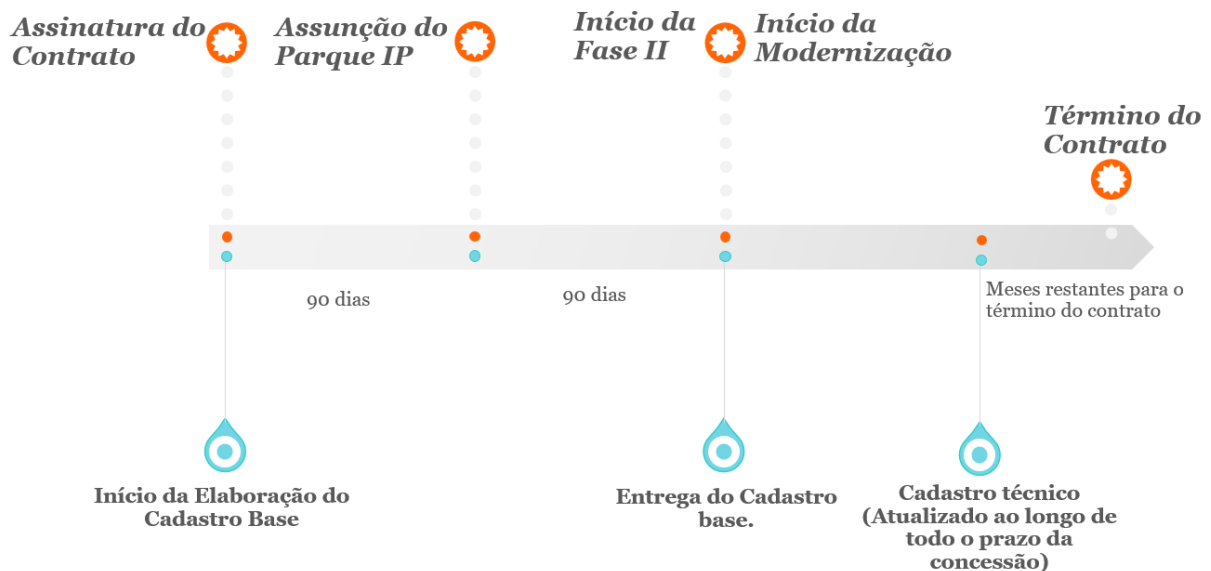 Assinatura do
Contrato
Assunção do
Parque IP
Início da
Fase II
Início da
Modernização
Término do
Contrato
90 dias
90 dias
Meses restantes para o
término do contrato
Início da Elaboração do
Cadastro Base
Entrega do Cadastro
base.
Cadastro técnico
(Atualizado ao longo de
todo o prazo da
concessão)